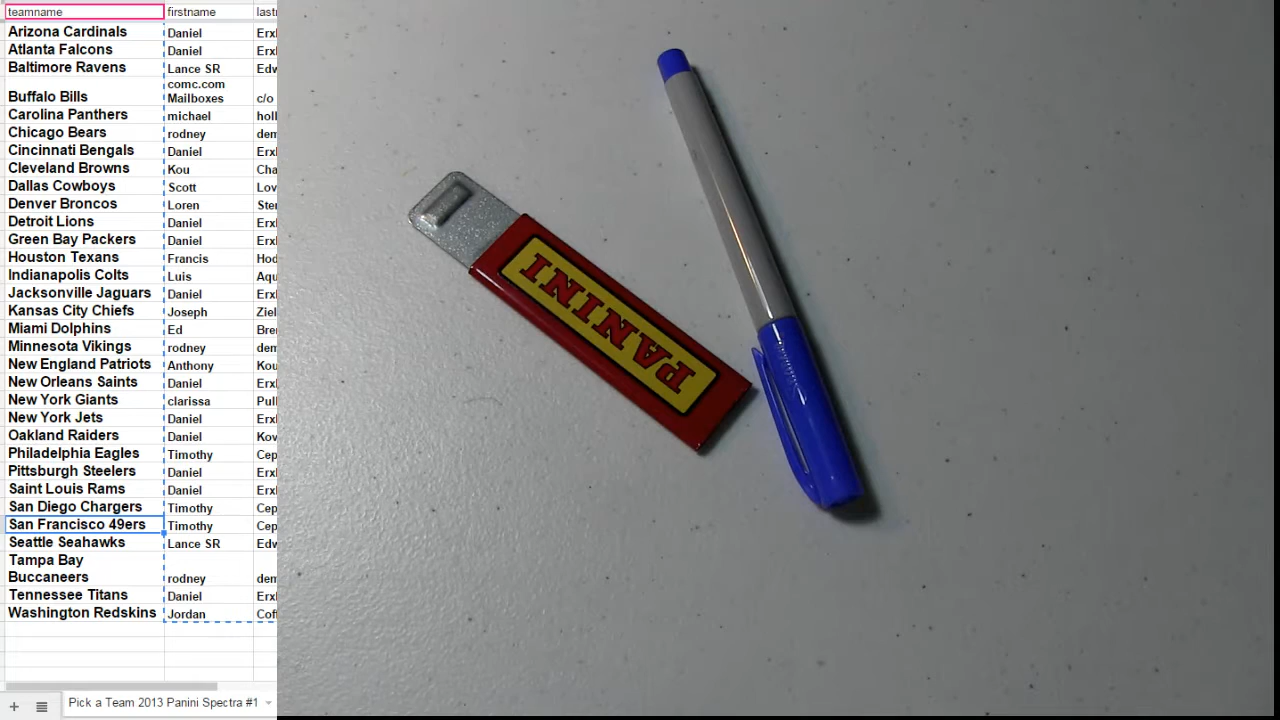 teamname firstname
Arizona Cardinals Daniel
Atlanta Falcons Daniel
Baltimore Ravens Lance SR
comc.com
Buffalo Bills Mailboxes c/o
Carolina Panthers michael
Chicago Bears rodney
Cincinnati Bengals Daniel
Cleveland Browns Kou
Dallas Cowboys Scott
Denver Broncos Loren
Detroit Lions Daniel
Green Bay Packers Daniel
Houston Texans Francis
Indianapolis Colts Luis
Jacksonville Jaguars Daniel
Kansas City Chiefs Joseph
Miami Dolphins Ed
Minnesota Vikings rodney
New England Patriots Anthony
New Orleans Saints Daniel
New York Giants clarissa
New York Jets Daniel
Oakland Raiders Daniel
Philadelphia Eagles Timothy
Pittsburgh Steelers Daniel
Saint Louis Rams Daniel
San Diego Chargers Timothy
San Francisco 49ers Timothy
Seattle Seahawks Lance SR
Tampa Bay
Buccaneers rodney
Tennessee Titans Daniel
Washington Redskins Jordan
Pick a Team 2013 Panini Spectra #1
PANINI